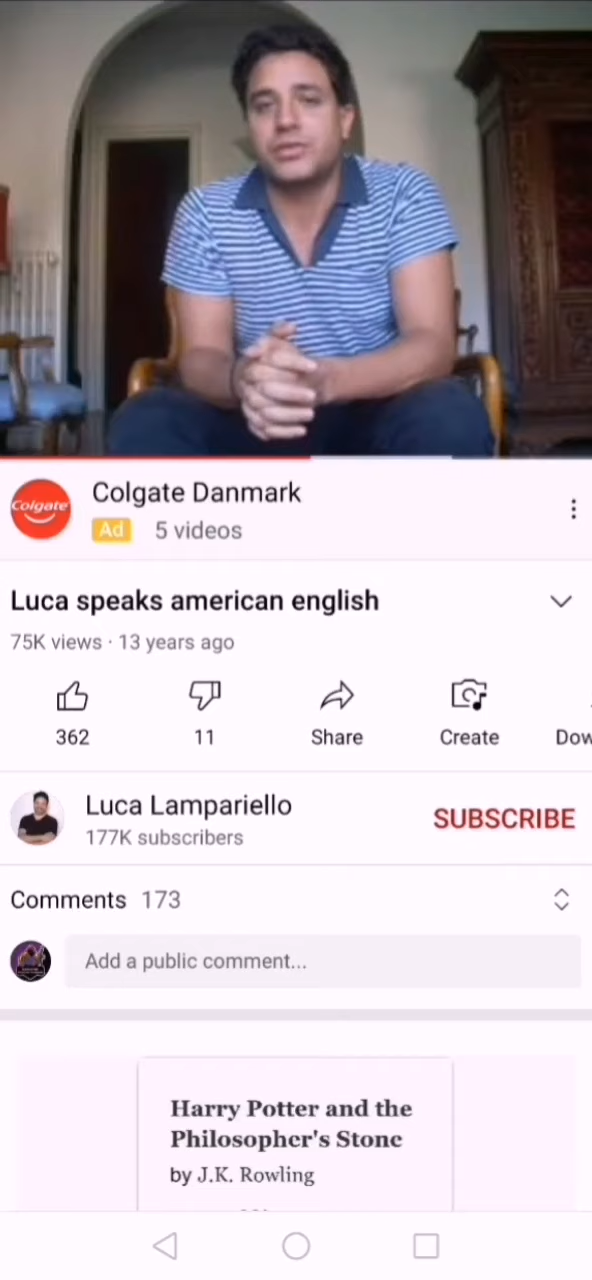 Colgate
Colgate Danmark
Ad 5 videos
Luca speaks american english
75K views · 13 years ago
362 11 Share Create Dow
Luca Lampariello
177K subscribers
SUBSCRIBE
Comments 173
Add a public comment...
Harry Potter and the
Philosopher's Stone
by J.K. Rowling